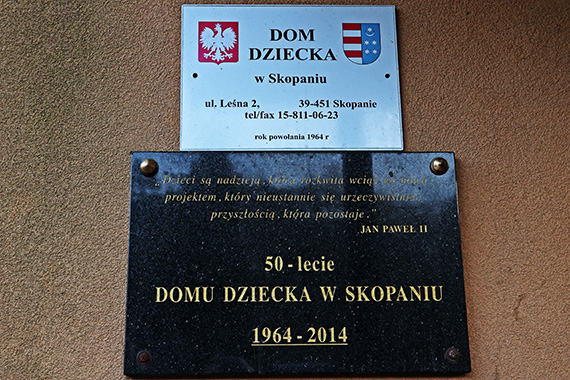 DOM
DZIECKA
w Skopaniu
ul. Leśna 2, 39-451 Skopanie
tel/fax 15-811-06-23
rok powołania 1964 r
„Dzieci są nadzieją, która rozkwita wciąż na nowo,
projektem, który nieustannie się urzeczywistnia,
przyszłością, która pozostaje."
JAN PAWEŁ II
50 - lecie
DOMU DZIECKA W SKOPANIU
1964 - 2014